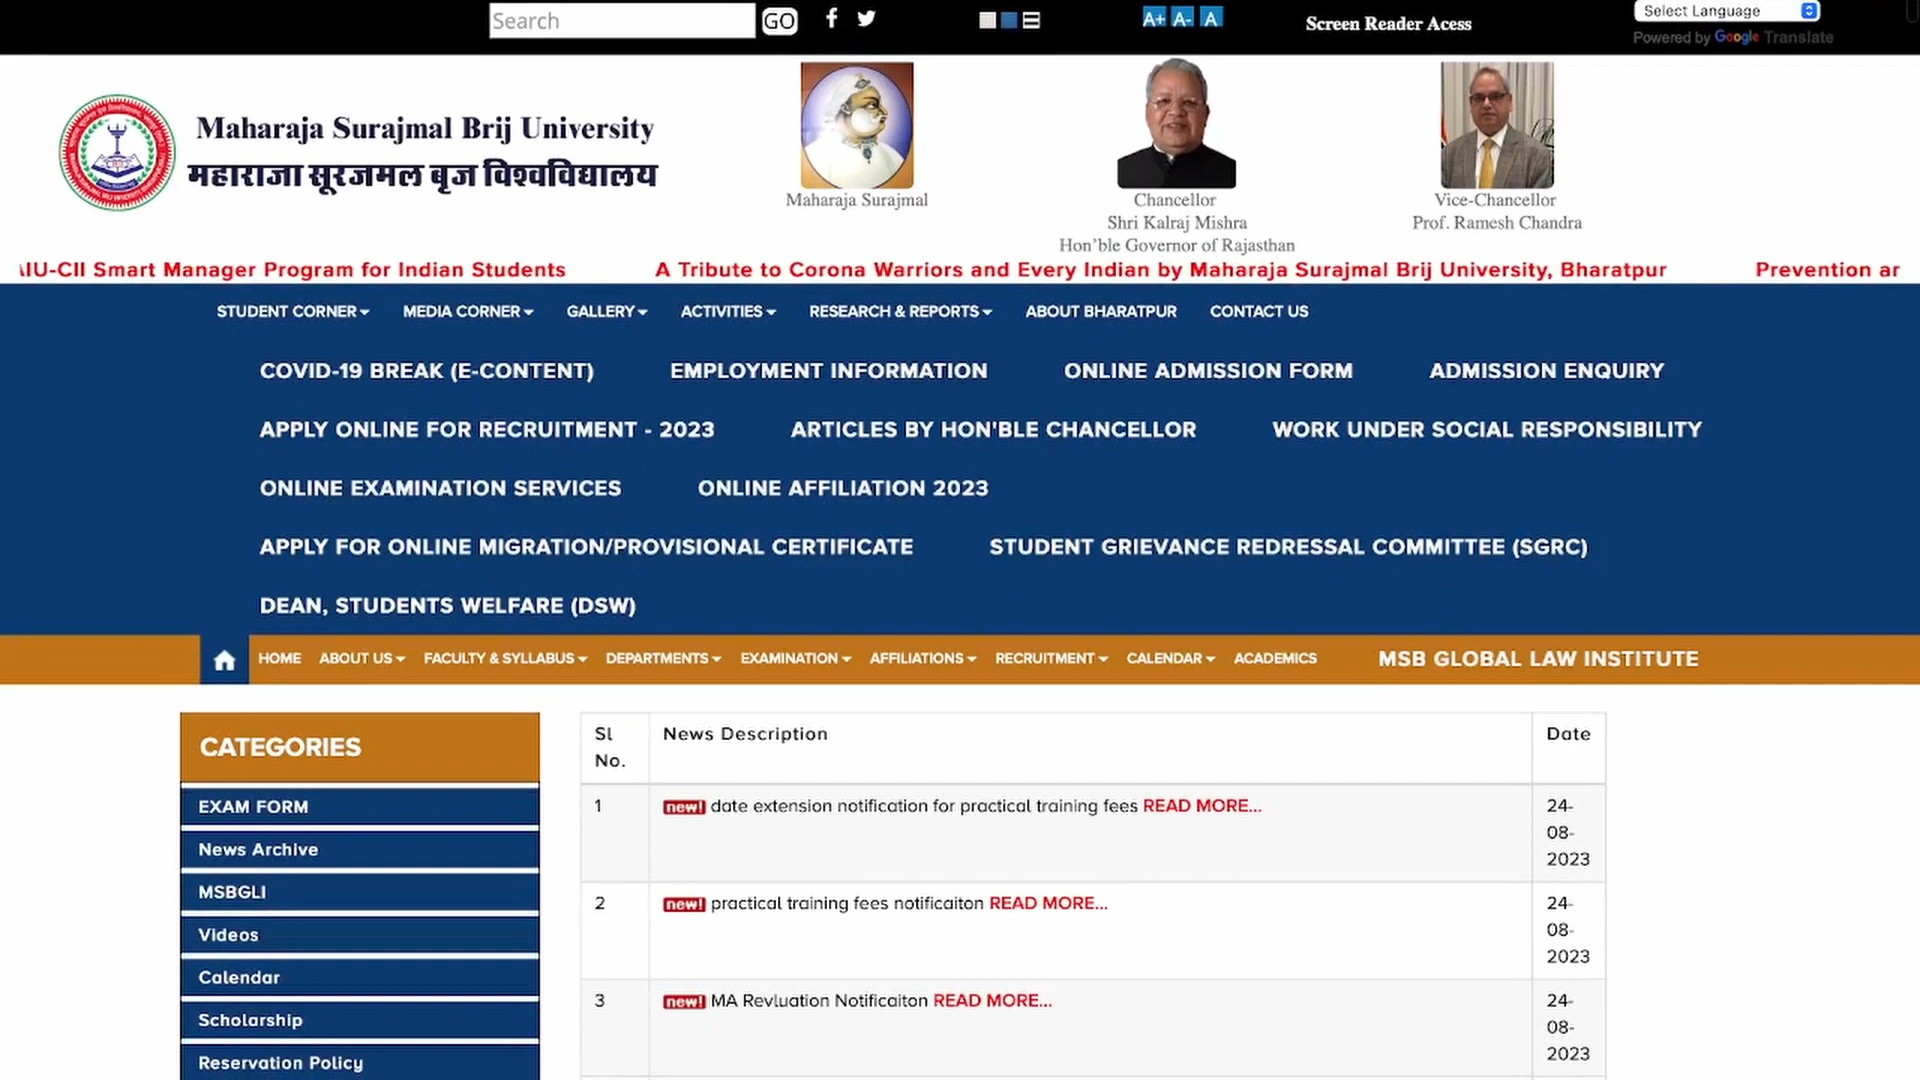 Search GO A+ A- A Screen Reader Acess Select Language
Powered by Google Translate
Maharaja Surajmal Brij University
महाराजा सूरजमल बृज विश्वविद्यालय
Maharaja Surajmal
Chancellor
Shri Kalraj Mishra
Hon'ble Governor of Rajasthan
Vice-Chancellor
Prof. Ramesh Chandra
IU-CII Smart Manager Program for Indian Students A Tribute to Corona Warriors and Every Indian by Maharaja Surajmal Brij University, Bharatpur Prevention ar
STUDENT CORNER MEDIA CORNER GALLERY ACTIVITIES RESEARCH & REPORTS ABOUT BHARATPUR CONTACT US
COVID-19 BREAK (E-CONTENT) EMPLOYMENT INFORMATION ONLINE ADMISSION FORM ADMISSION ENQUIRY
APPLY ONLINE FOR RECRUITMENT - 2023 ARTICLES BY HON'BLE CHANCELLOR WORK UNDER SOCIAL RESPONSIBILITY
ONLINE EXAMINATION SERVICES ONLINE AFFILIATION 2023
APPLY FOR ONLINE MIGRATION/PROVISIONAL CERTIFICATE STUDENT GRIEVANCE REDRESSAL COMMITTEE (SGRC)
DEAN, STUDENTS WELFARE (DSW)
HOME ABOUT US FACULTY & SYLLABUS DEPARTMENTS EXAMINATION AFFILIATIONS RECRUITMENT CALENDAR ACADEMICS MSB GLOBAL LAW INSTITUTE
CATEGORIES
EXAM FORM
News Archive
MSBGLI
Videos
Calendar
Scholarship
Reservation Policy
Sl No. News Description Date
1 new! date extension notification for practical training fees READ MORE... 24-08-2023
2 new! practical training fees notificaiton READ MORE... 24-08-2023
3 new! MA Revluation Notificaiton READ MORE... 24-08-2023